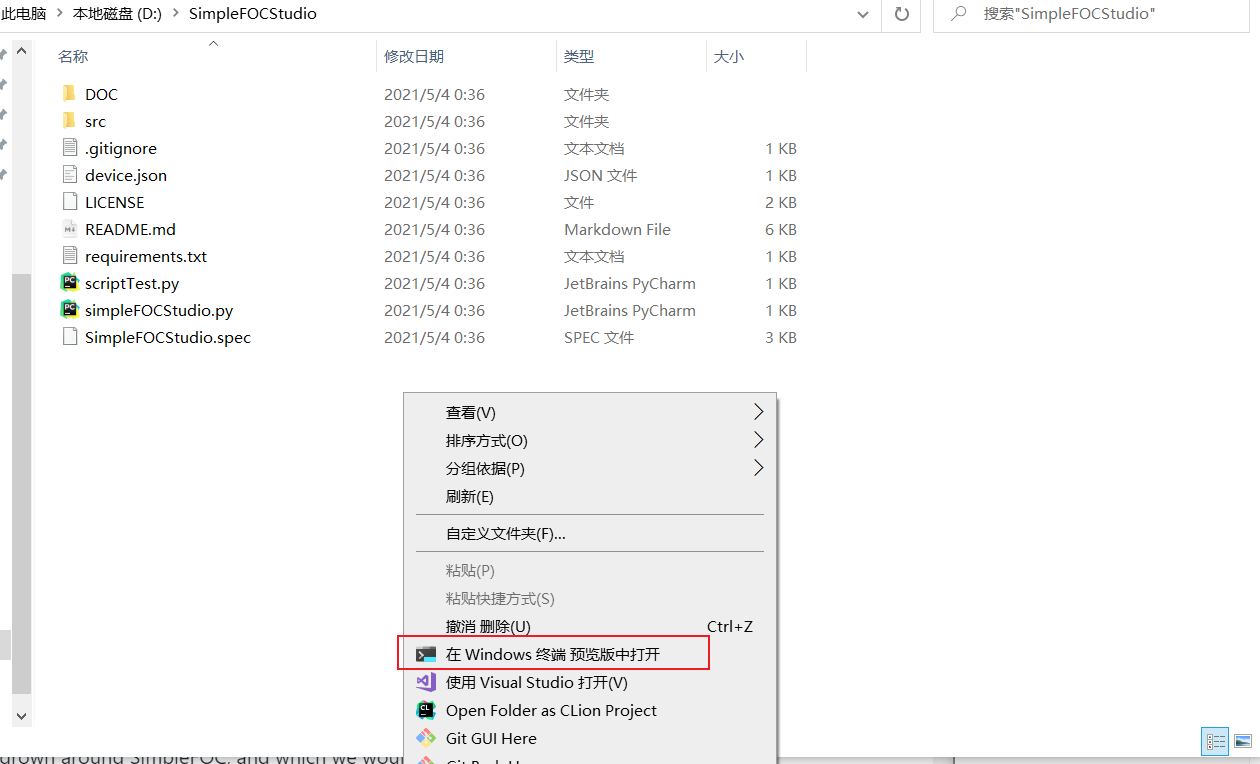 此电脑 > 本地磁盘 (D:) > SimpleFOCStudio
搜索"SimpleFOCStudio"
名称 修改日期 类型 大小
DOC 2021/5/4 0:36 文件夹
src 2021/5/4 0:36 文件夹
.gitignore 2021/5/4 0:36 文本文档 1 KB
device.json 2021/5/4 0:36 JSON 文件 1 KB
LICENSE 2021/5/4 0:36 文件 2 KB
README.md 2021/5/4 0:36 Markdown File 6 KB
requirements.txt 2021/5/4 0:36 文本文档 1 KB
scriptTest.py 2021/5/4 0:36 JetBrains PyCharm 1 KB
simpleFOCStudio.py 2021/5/4 0:36 JetBrains PyCharm 1 KB
SimpleFOCStudio.spec 2021/5/4 0:36 SPEC 文件 3 KB
查看(V)
排序方式(O)
分组依据(P)
刷新(E)
自定义文件夹(F)...
粘贴(P)
粘贴快捷方式(S)
撤消 删除(U) Ctrl+Z
在 Windows 终端 预览版中打开
使用 Visual Studio 打开(V)
Open Folder as CLion Project
Git GUI Here
grown around SimpleFOC, and which we